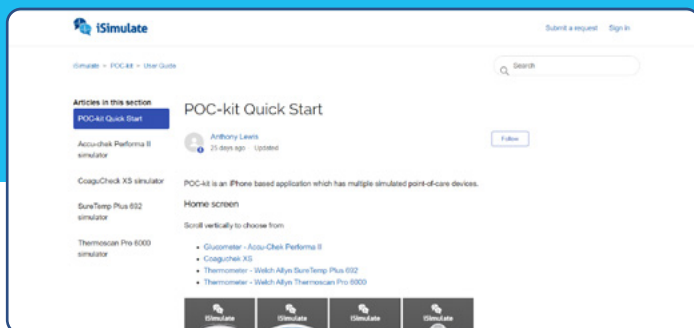 iSimulate
Submit a request Sign in
iSimulate > POC-kit > User Guide
Search
Articles in this section
POC-kit Quick Start
Accu-chek Performa II
simulator
CoaguCheck XS simulator
SureTemp Plus 692
simulator
Thermoscan Pro 6000
simulator
POC-kit Quick Start
Anthony Lewis
25 days ago · Updated
Follow
POC-kit is an iPhone based application which has multiple simulated point-of-care devices.
Home screen
Scroll vertically to choose from
• Glucometer - Accu-Chek Performa II
• Coaguchek XS
• Thermometer - Welch Allyn SureTemp Plus 692
• Thermometer - Welch Allyn Thermoscan Pro 6000
iSimulate iSimulate iSimulate iSimulate